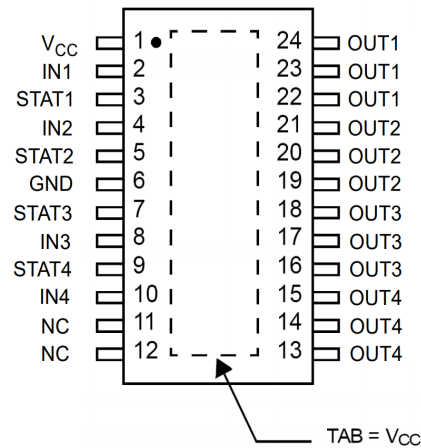 VCC 1 24 OUT1
IN1 2 23 OUT1
STAT1 3 22 OUT1
IN2 4 21 OUT2
STAT2 5 20 OUT2
GND 6 19 OUT2
STAT3 7 18 OUT3
IN3 8 17 OUT3
STAT4 9 16 OUT3
IN4 10 15 OUT4
NC 11 14 OUT4
NC 12 13 OUT4
TAB = VCC